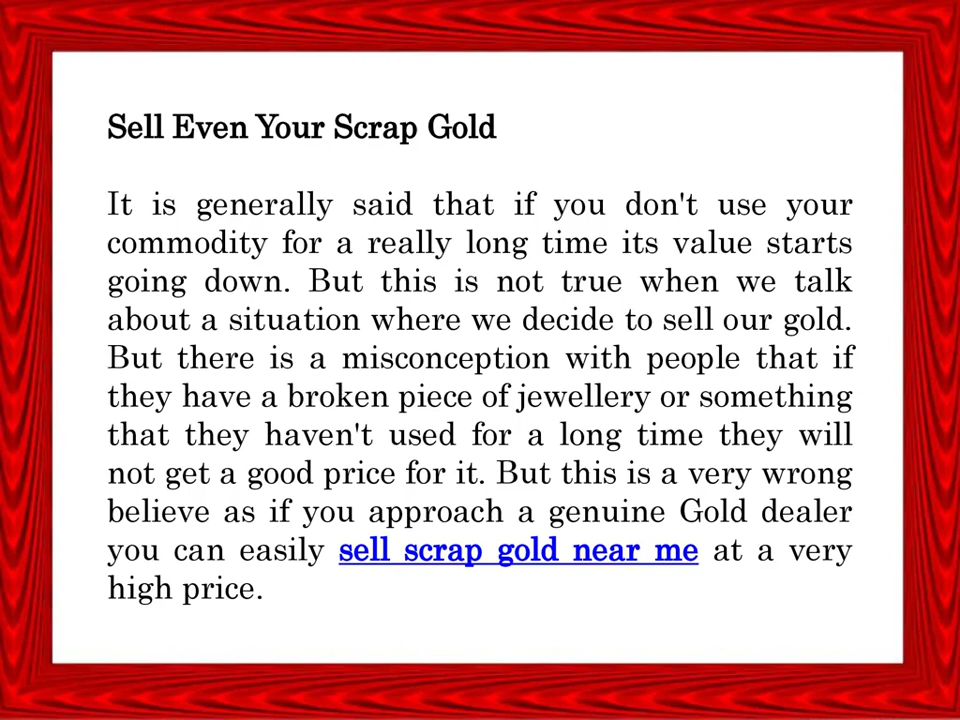 Sell Even Your Scrap Gold
It is generally said that if you don't use your
commodity for a really long time its value starts
going down. But this is not true when we talk
about a situation where we decide to sell our gold.
But there is a misconception with people that if
they have a broken piece of jewellery or something
that they haven't used for a long time they will
not get a good price for it. But this is a very wrong
believe as if you approach a genuine Gold dealer
you can easily sell scrap gold near me at a very
high price.